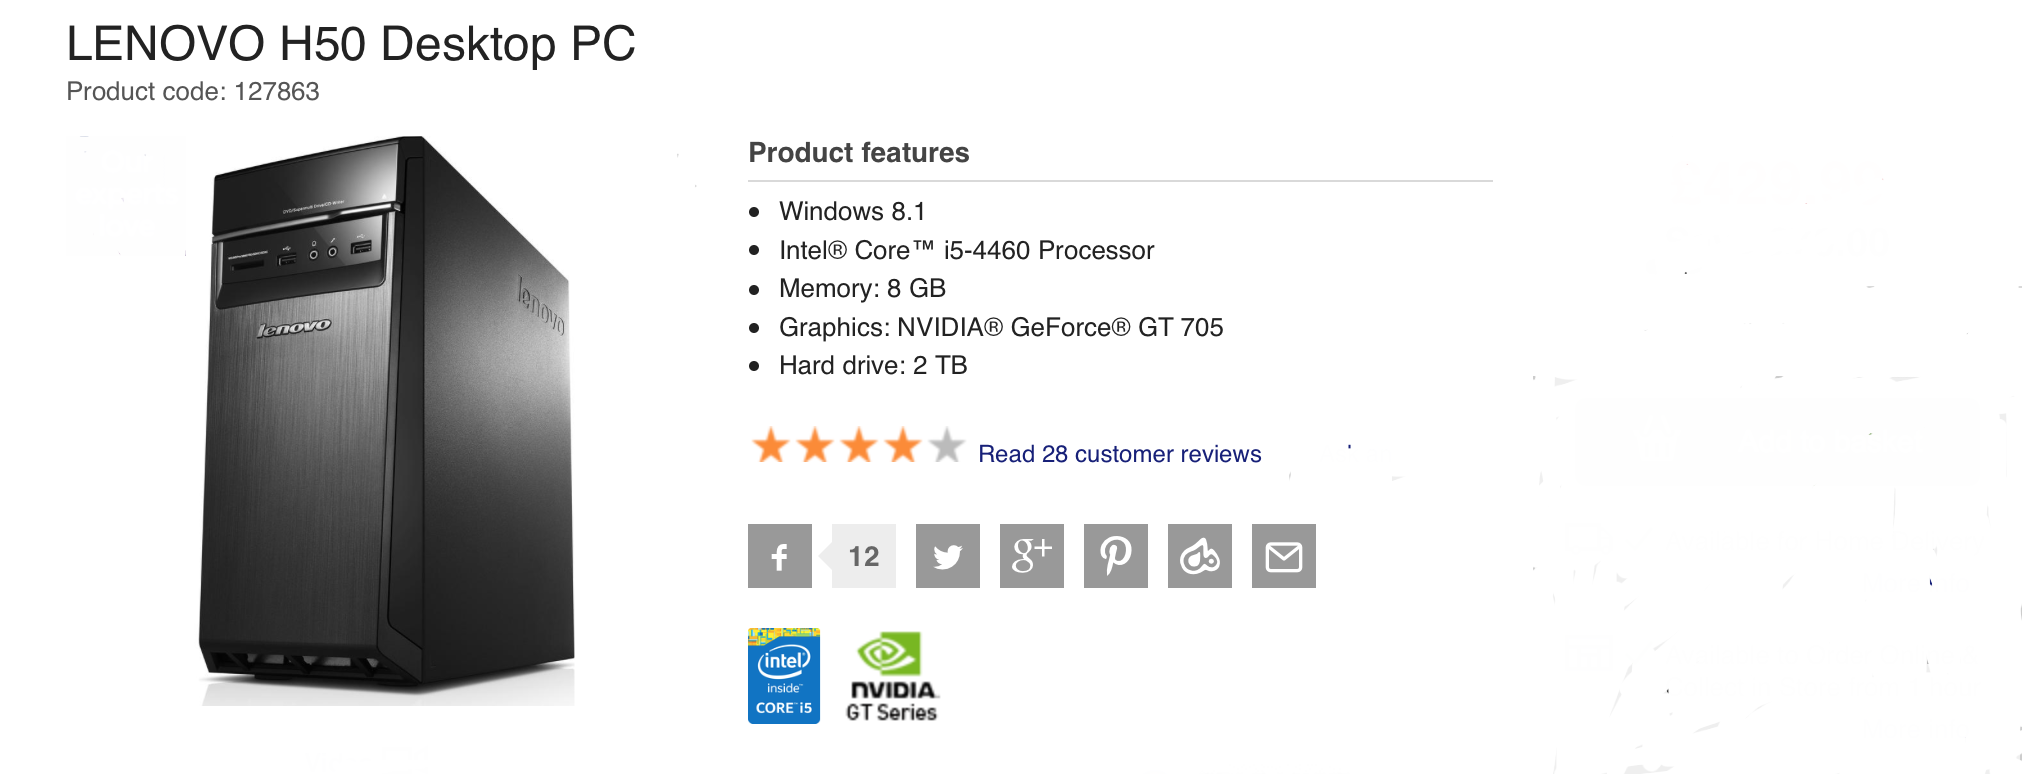 LENOVO H50 Desktop PC
Product code: 127863
Product features
Windows 8.1
Intel® Core™ i5-4460 Processor
Memory: 8 GB
Graphics: NVIDIA® GeForce® GT 705
Hard drive: 2 TB
lenovo
lenovo
Read 28 customer reviews
f 12 g+
intel
inside™
CORE™ i5
NVIDIA.
GT Series